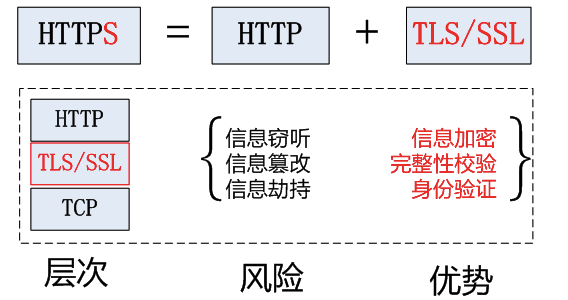 HTTPS = HTTP + TLS/SSL
HTTP
TLS/SSL
TCP
信息窃听
信息篡改
信息劫持
信息加密
完整性校验
身份验证
层次
风险
优势